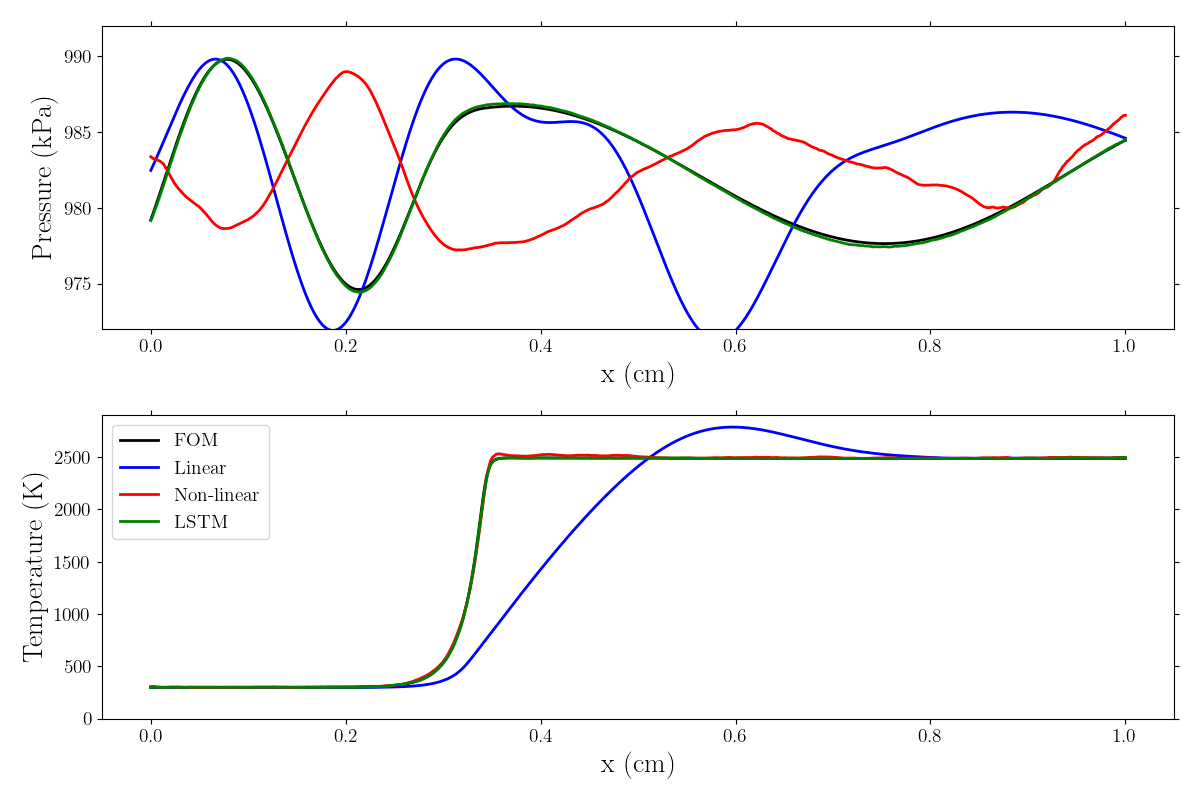 990
985
980
975
Pressure (kPa)
0.0 0.2 0.4 0.6 0.8 1.0
x (cm)
FOM
Linear
Non-linear
LSTM
2500
2000
1500
1000
500
0
Temperature (K)
0.0 0.2 0.4 0.6 0.8 1.0
x (cm)